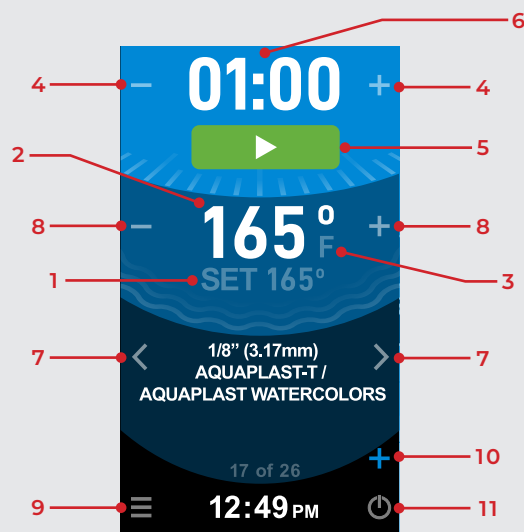 6
4 − 01:00 + 4
5
2
8 − 165° + 8
F
1 SET 165° 3
7 1/8" (3.17mm) 7
AQUAPLAST-T /
AQUAPLAST WATERCOLORS
+ 10
17 of 26
9 12:49 PM 11